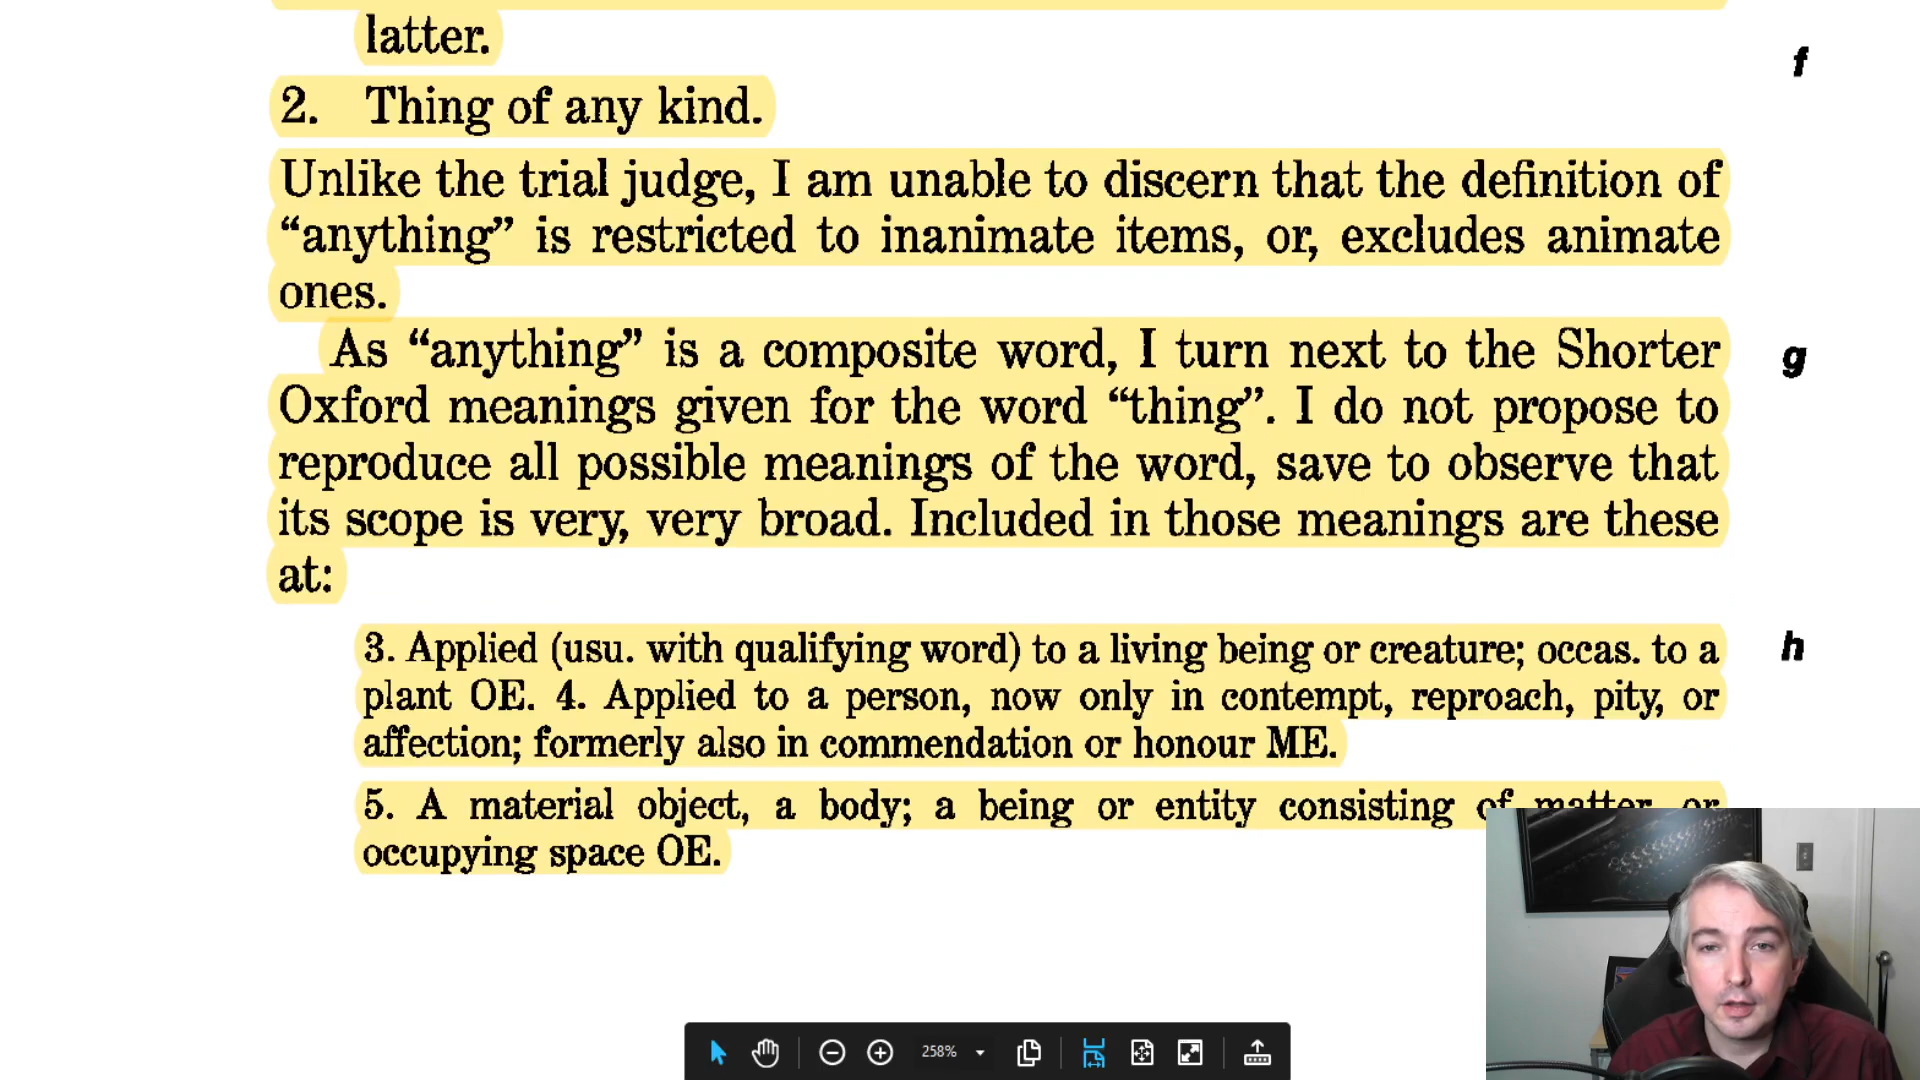 latter.
f
2. Thing of any kind.
Unlike the trial judge, I am unable to discern that the definition of
“anything” is restricted to inanimate items, or, excludes animate
ones.
As “anything” is a composite word, I turn next to the Shorter
g
Oxford meanings given for the word “thing”. I do not propose to
reproduce all possible meanings of the word, save to observe that
its scope is very, very broad. Included in those meanings are these
at:
3. Applied (usu. with qualifying word) to a living being or creature; occas. to a
h
plant OE. 4. Applied to a person, now only in contempt, reproach, pity, or
affection; formerly also in commendation or honour ME.
5. A material object, a body; a being or entity consisting of matter, or
occupying space OE.
258%